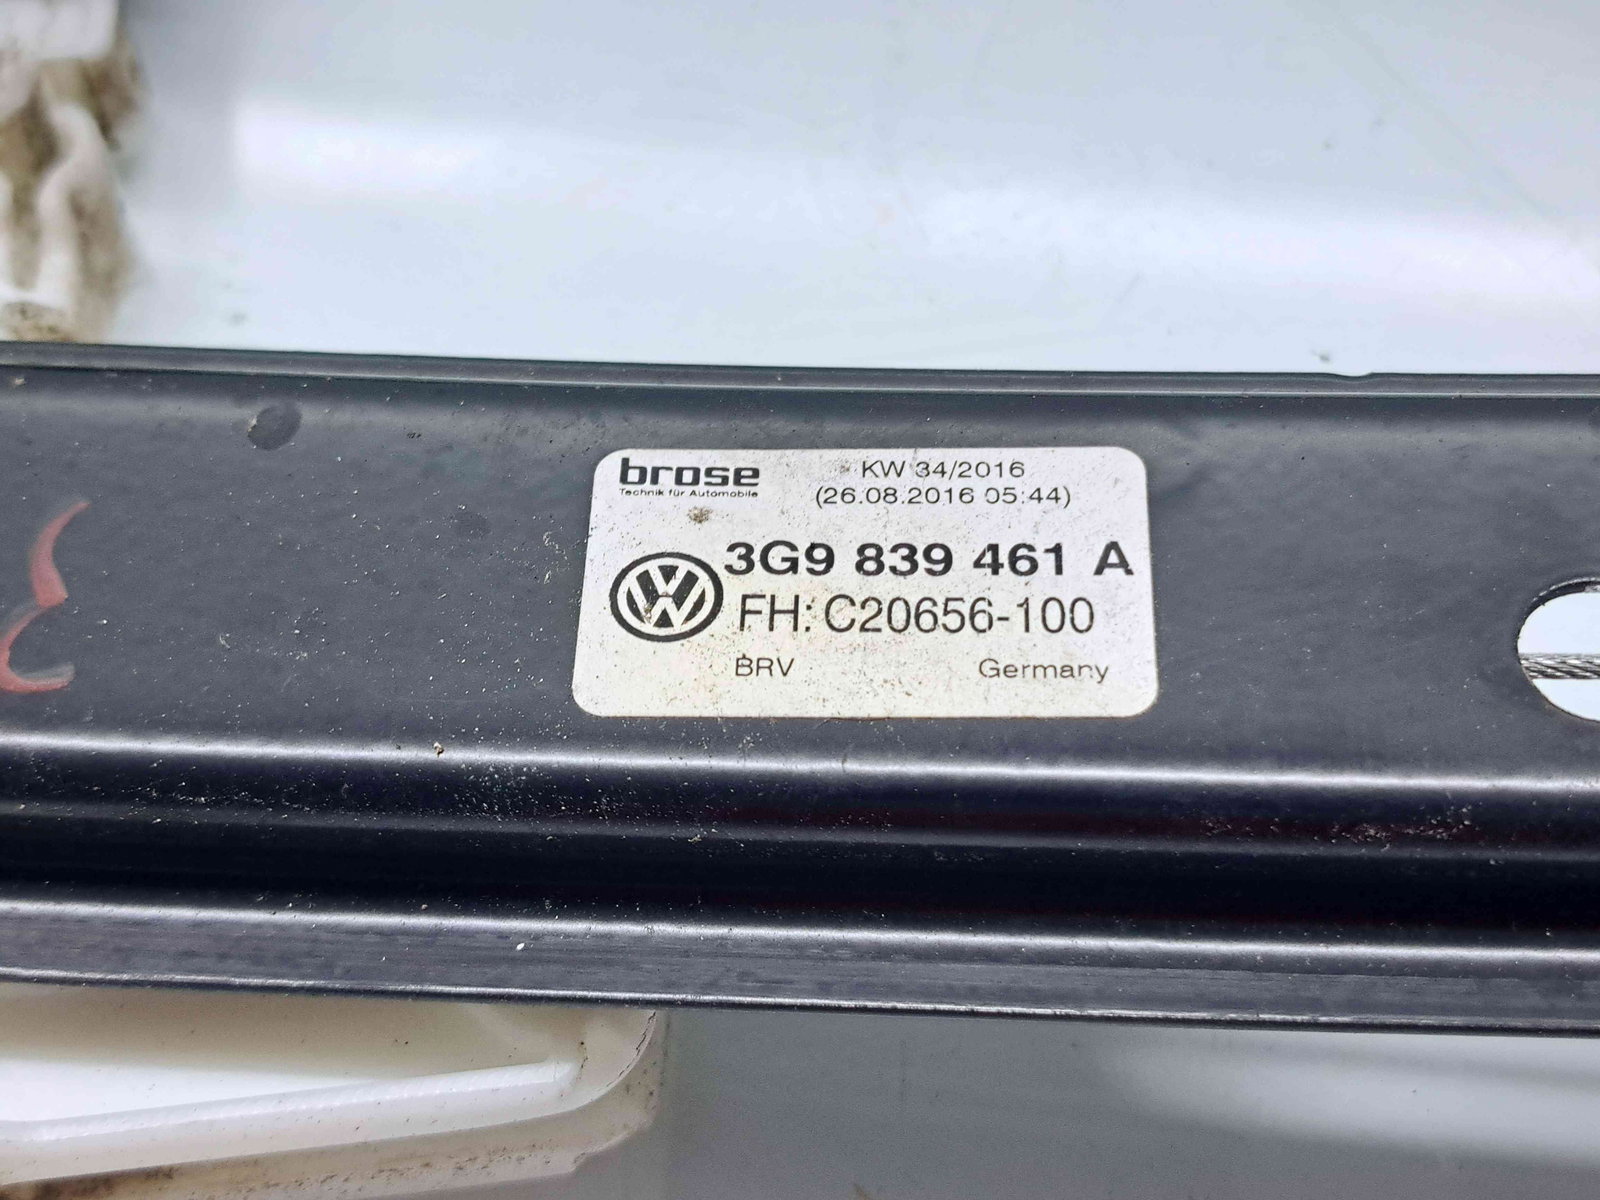 brose
Technik für Automobile
KW 34/2016
(26.08.2016 05:44)
3G9 839 461 A
FH: C20656-100
BRV Germany